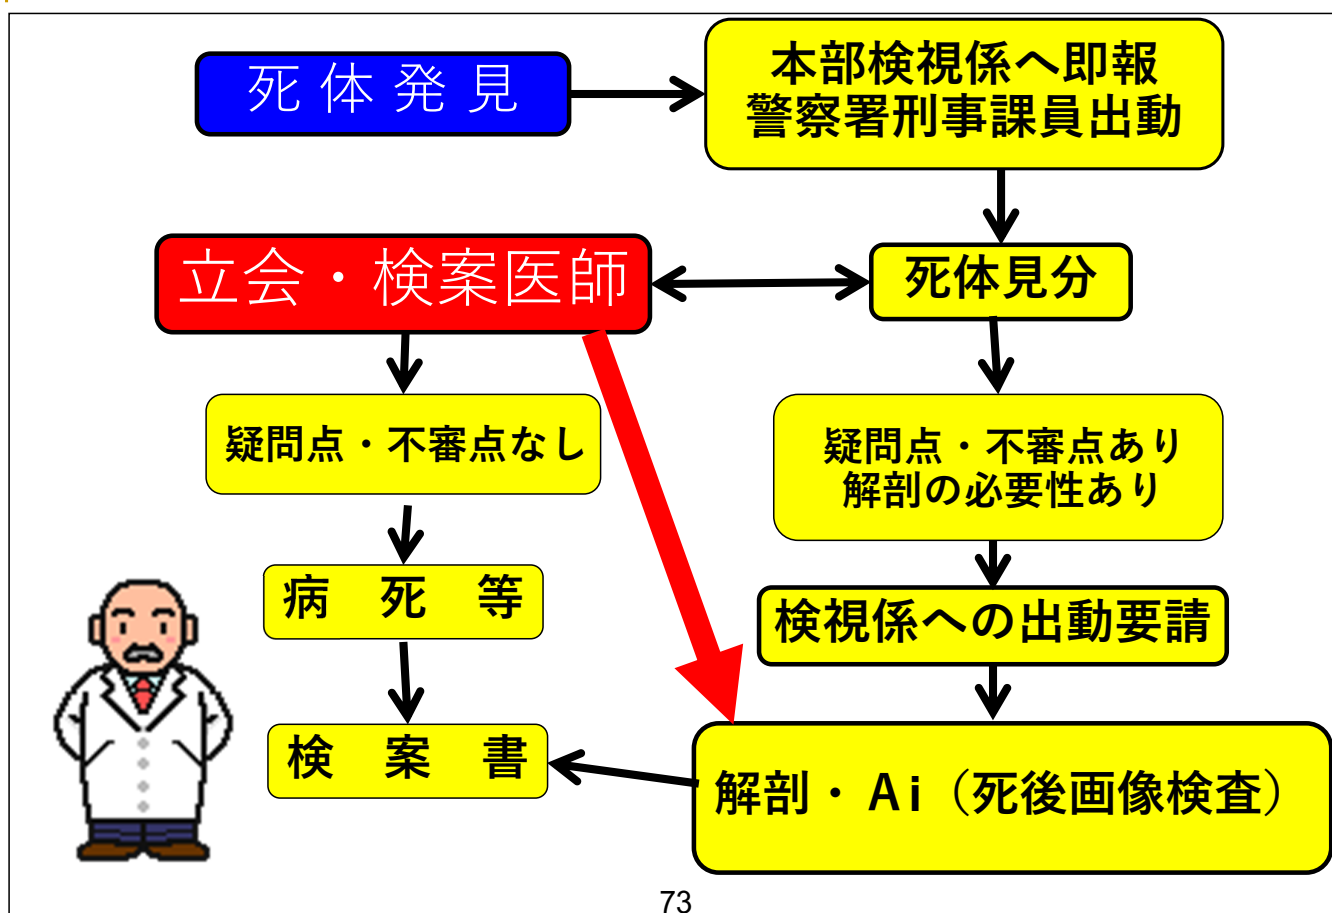 死体発見
本部検視係へ即報
警察署刑事課員出動
立会・検案医師
死体見分
疑問点・不審点なし
疑問点・不審点あり
解剖の必要性あり
病　死　等
検視係への出動要請
検　案　書
解剖・Ai（死後画像検査）
73